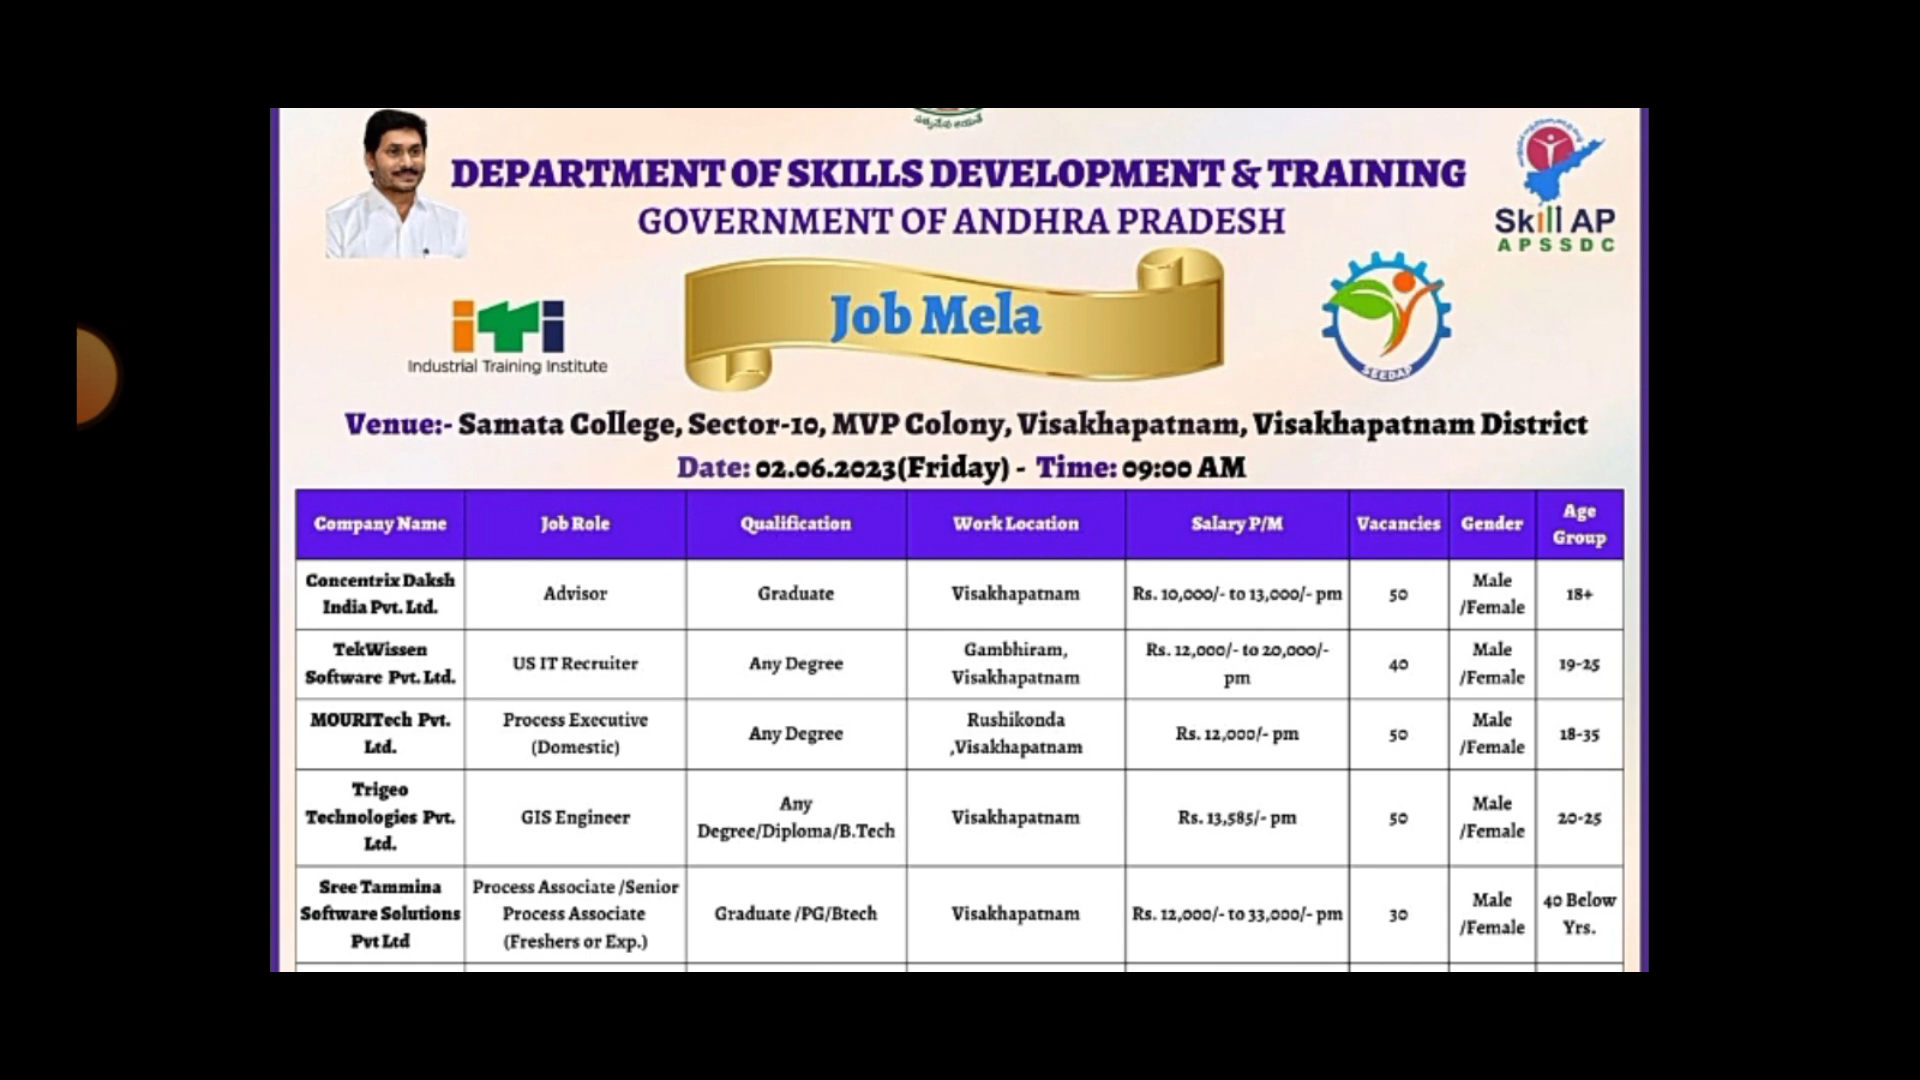 సత్యమేవ జయతే
DEPARTMENT OF SKILLS DEVELOPMENT & TRAINING
GOVERNMENT OF ANDHRA PRADESH
Skill AP
APSSDC
iTi
Industrial Training Institute
Job Mela
SEEDAP
Venue:- Samata College, Sector-10, MVP Colony, Visakhapatnam, Visakhapatnam District
Date: 02.06.2023(Friday) - Time: 09:00 AM
Company Name Job Role Qualification Work Location Salary P/M Vacancies Gender Age
Group
Concentrix Daksh
India Pvt. Ltd.
Advisor
Graduate
Visakhapatnam
Rs. 10,000/- to 13,000/- pm
50
Male
/Female
18+
TekWissen
Software Pvt. Ltd.
US IT Recruiter
Any Degree
Gambhiram,
Visakhapatnam
Rs. 12,000/- to 20,000/-
pm
40
Male
/Female
19-25
MOURITech Pvt.
Ltd.
Process Executive
(Domestic)
Any Degree
Rushikonda
,Visakhapatnam
Rs. 12,000/- pm
50
Male
/Female
18-35
Trigeo
Technologies Pvt.
Ltd.
GIS Engineer
Any
Degree/Diploma/B.Tech
Visakhapatnam
Rs. 13,585/- pm
50
Male
/Female
20-25
Sree Tammina
Software Solutions
Pvt Ltd
Process Associate /Senior
Process Associate
(Freshers or Exp.)
Graduate /PG/Btech
Visakhapatnam
Rs. 12,000/- to 33,000/- pm
30
Male
/Female
40 Below
Yrs.